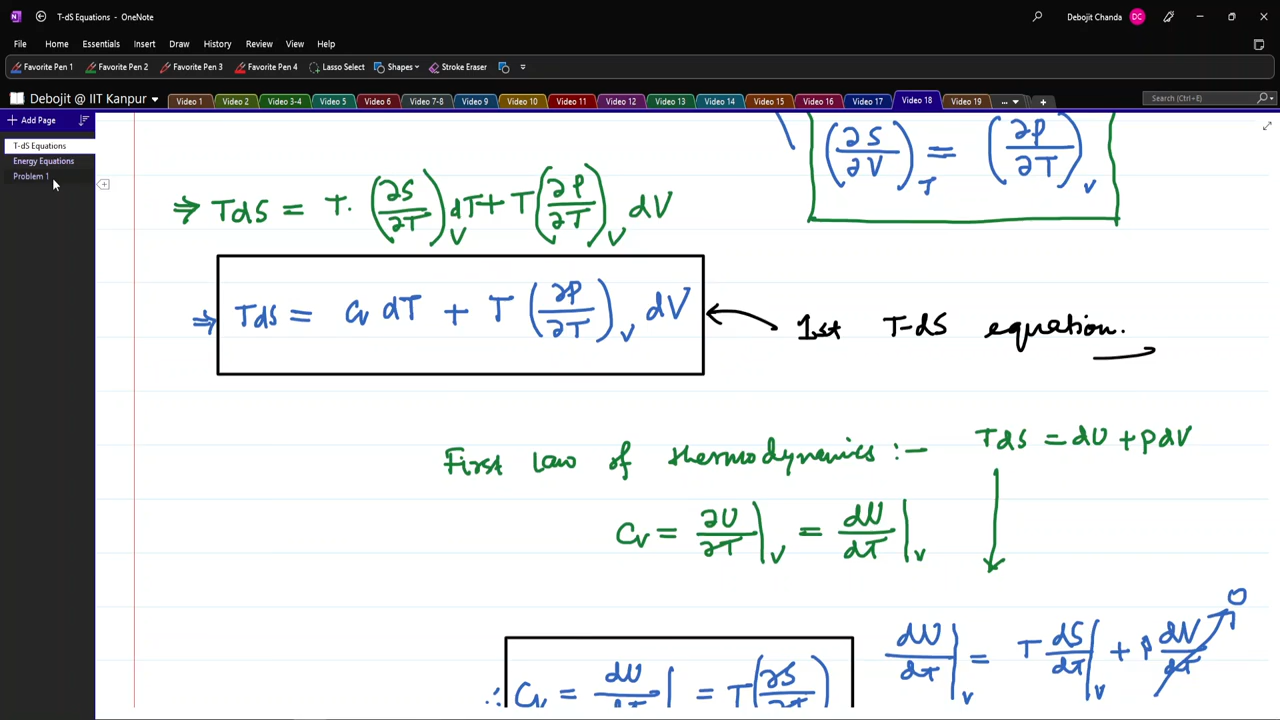 T-dS Equations - OneNote
Debojit Chanda DC
File Home Essentials Insert Draw History Review View Help
Favorite Pen 1 Favorite Pen 2 Favorite Pen 3 Favorite Pen 4 Lasso Select Shapes Stroke Eraser
Debojit @ IIT Kanpur
Video 1 Video 2 Video 3-4 Video 5 Video 6 Video 7-8 Video 9 Video 10 Video 11 Video 12 Video 13 Video 14 Video 15 Video 16 Video 17 Video 18 Video 19 ... +
Search (Ctrl+E)
+ Add Page
T-dS Equations
Energy Equations
Problem 1
(∂S/∂V)_T = (∂P/∂T)_V
⇒ TdS = T. (∂S/∂T)_V dT + T (∂P/∂T)_V dV
⇒ TdS = Cv dT + T (∂P/∂T)_V dV
1st T-dS equation.
First law of thermodynamics :- TdS = dU + PdV
Cv = ∂U/∂T|_V = dU/dT|_V
dU/dT|_V = T dS/dT|_V + P dV/dT 0
∴ Cv = dU/dT| = T(∂S/∂T)